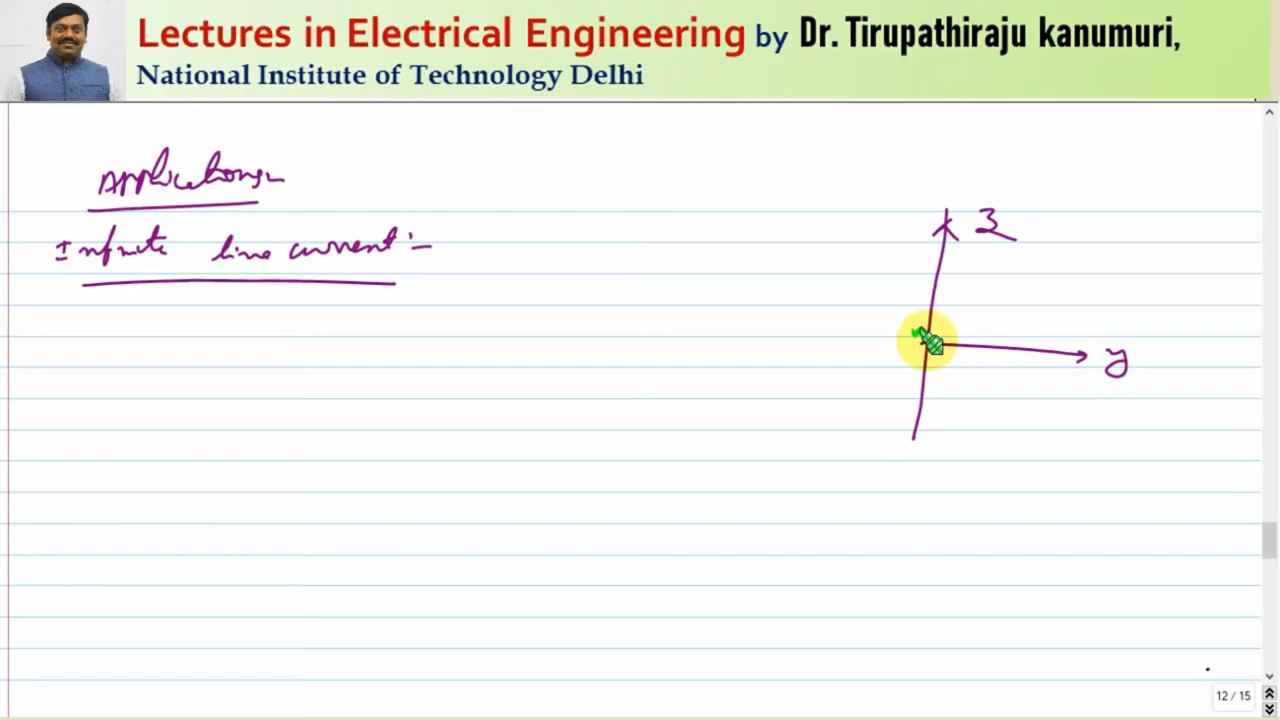 Lectures in Electrical Engineering by Dr. Tirupathiraju kanumuri,
National Institute of Technology Delhi
Applications:-
Infinite line current :-
z
y
12 / 15